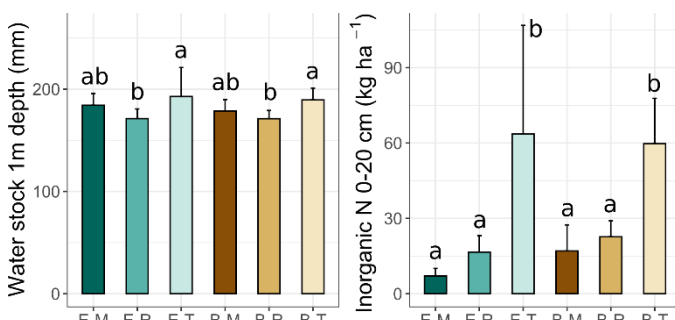 Water stock 1m depth (mm)
200
100
0
ab
b
a
ab
b
a
Inorganic N 0-20 cm (kg ha⁻¹)
90
60
30
0
a
a
b
a
a
b